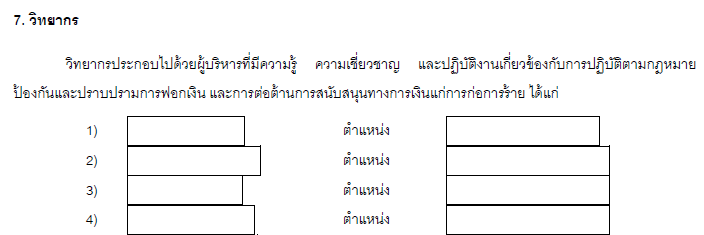 7. วิทยากร
วิทยากรประกอบไปด้วยผู้บริหารที่มีความรู้ ความเชี่ยวชาญ และปฏิบัติงานเกี่ยวข้องกับการปฏิบัติตามกฎหมาย
ป้องกันและปราบปรามการฟอกเงิน และการต่อต้านการสนับสนุนทางการเงินแก่การก่อการร้าย ได้แก่
1) ตำแหน่ง
2) ตำแหน่ง
3) ตำแหน่ง
4) ตำแหน่ง